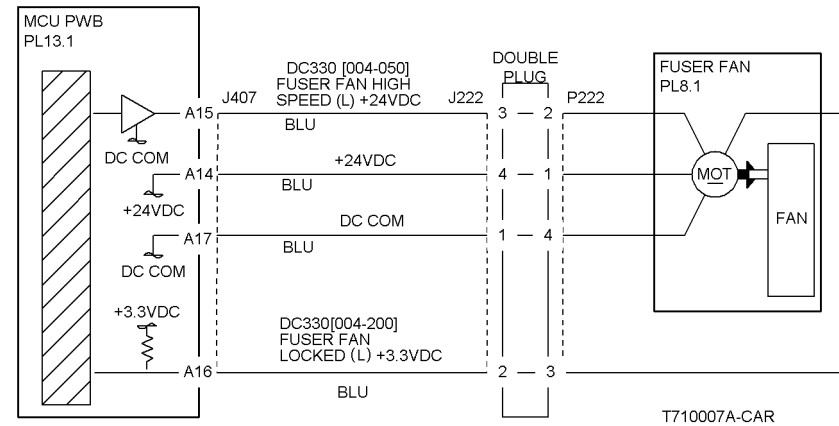 MCU PWB
PL13.1
DC COM
+24VDC
DC COM
+3.3VDC
A15
A14
A17
A16
J407
DC330 [004-050]
FUSER FAN HIGH
SPEED (L) +24VDC
BLU
+24VDC
BLU
DC COM
BLU
DC330[004-200]
FUSER FAN
LOCKED (L) +3.3VDC
BLU
J222
DOUBLE
PLUG
P222
3 — 2
4 — 1
1 — 4
2 — 3
FUSER FAN
PL8.1
MOT
FAN
T710007A-CAR